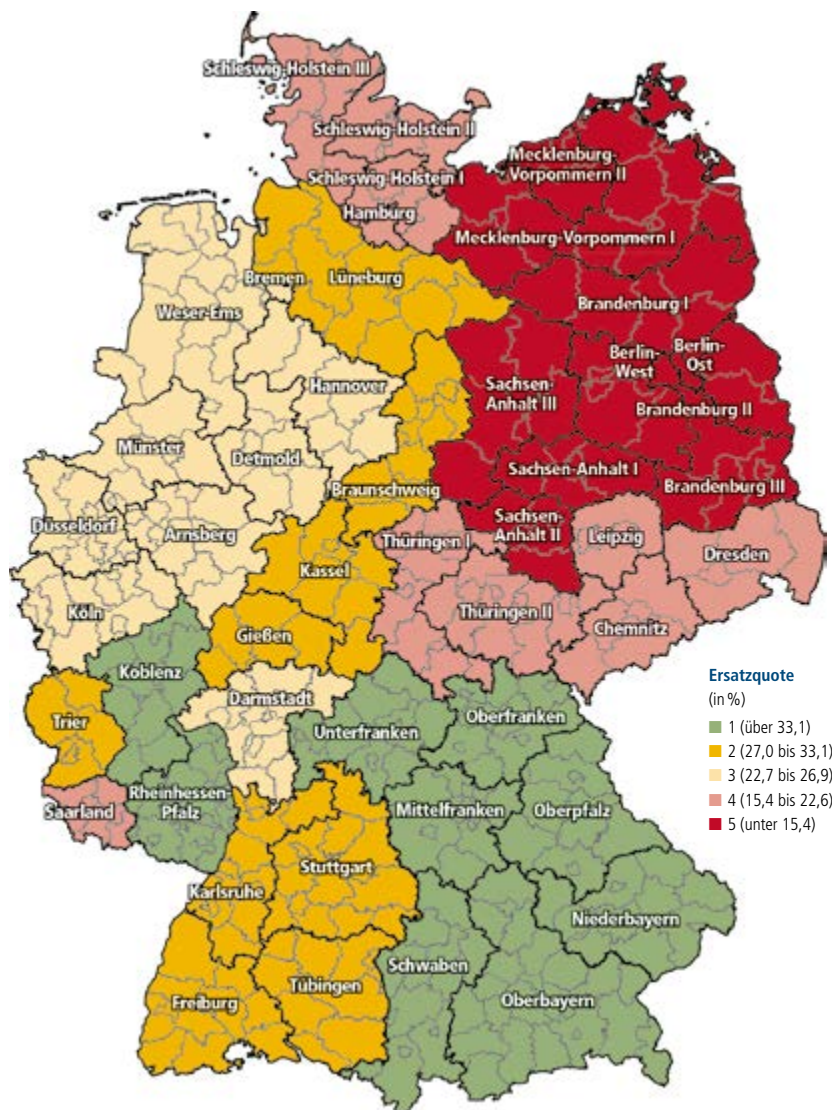 Schleswig-Holstein III
Schleswig-Holstein II
Schleswig-Holstein I
Hamburg
Mecklenburg-
Vorpommern II
Mecklenburg-Vorpommern I
Bremen
Lüneburg
Weser-Ems
Brandenburg I
Berlin-
West
Berlin-
Ost
Hannover
Sachsen-
Anhalt III
Brandenburg II
Münster
Detmold
Sachsen-Anhalt I
Brandenburg III
Braunschweig
Düsseldorf
Arnsberg
Sachsen-
Anhalt II
Thüringen I
Leipzig
Dresden
Kassel
Köln
Thüringen II
Chemnitz
Gießen
Koblenz
Darmstadt
Trier
Unterfranken
Oberfranken
Rheinhessen-
Pfalz
Saarland
Mittelfranken
Oberpfalz
Stuttgart
Karlsruhe
Niederbayern
Schwaben
Tübingen
Freiburg
Oberbayern
Ersatzquote
(in %)
1 (über 33,1)
2 (27,0 bis 33,1)
3 (22,7 bis 26,9)
4 (15,4 bis 22,6)
5 (unter 15,4)